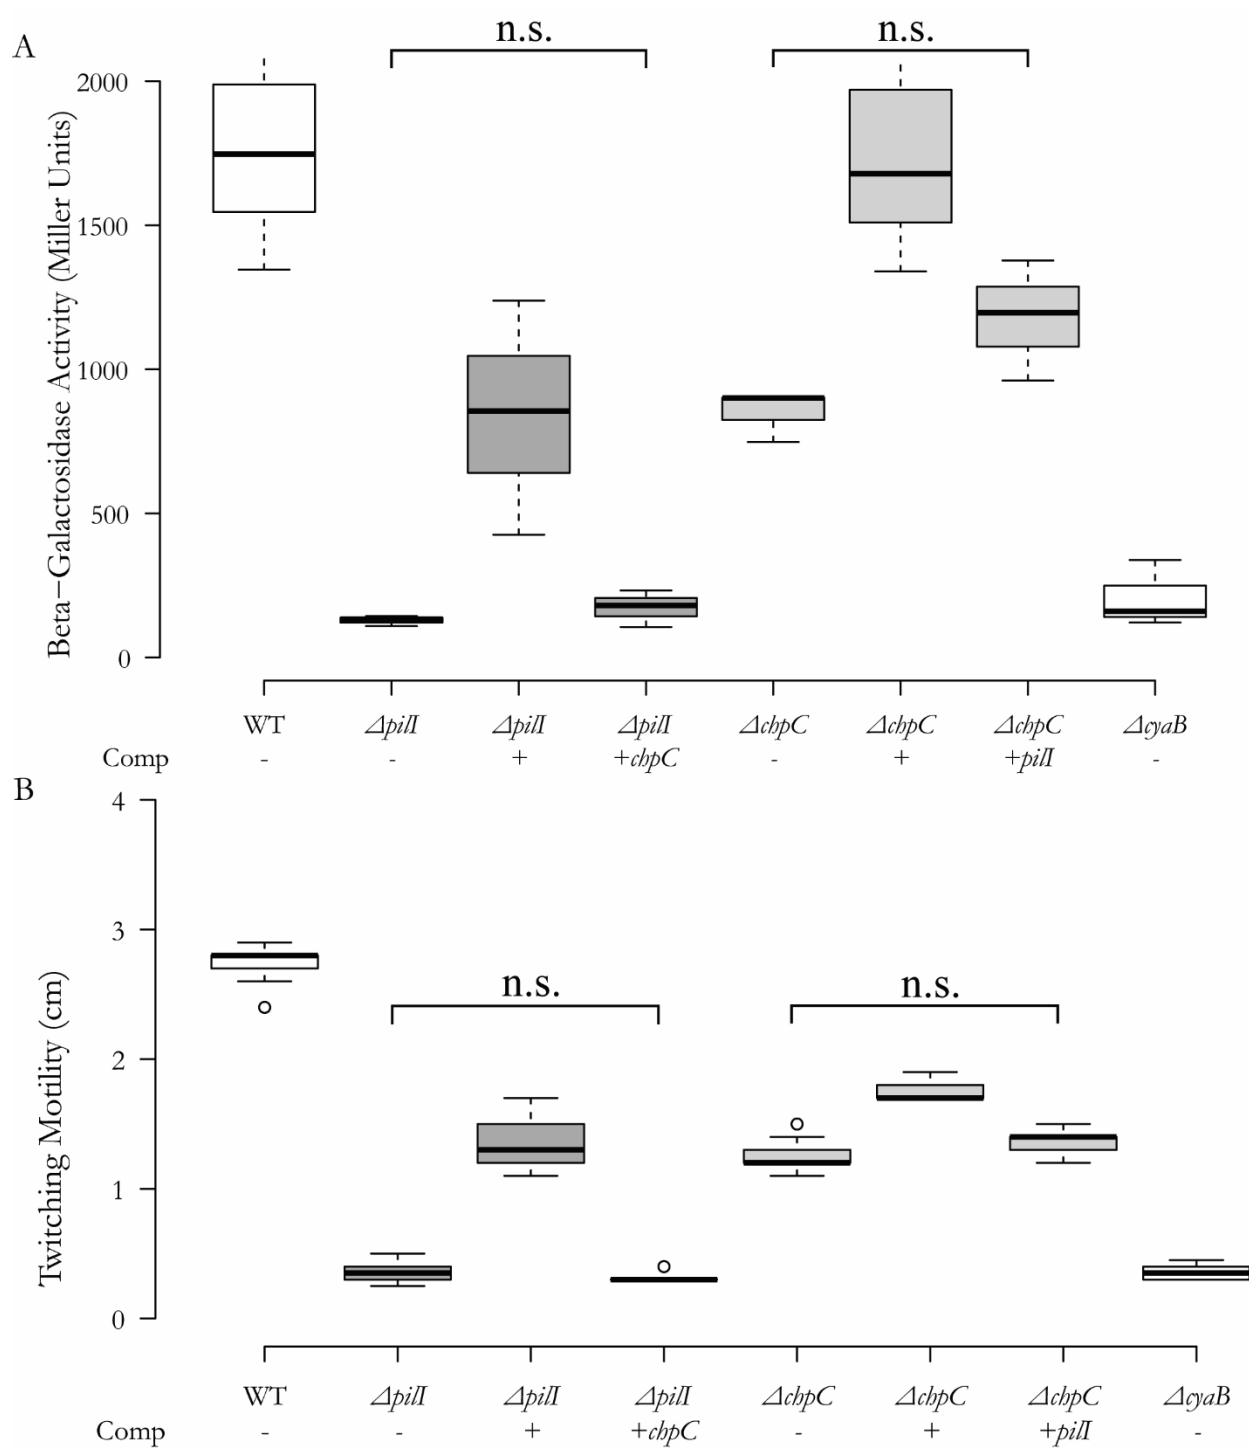 A
n.s.
n.s.
Beta−Galactosidase Activity (Miller Units)
2000
1500
1000
500
0
WT ΔpilI ΔpilI ΔpilI ΔchpC ΔchpC ΔchpC ΔcyaB
Comp - - + +chpC - + +pilI -
B
n.s.
n.s.
Twitching Motility (cm)
4
3
2
1
0
WT ΔpilI ΔpilI ΔpilI ΔchpC ΔchpC ΔchpC ΔcyaB
Comp - - + +chpC - + +pilI -